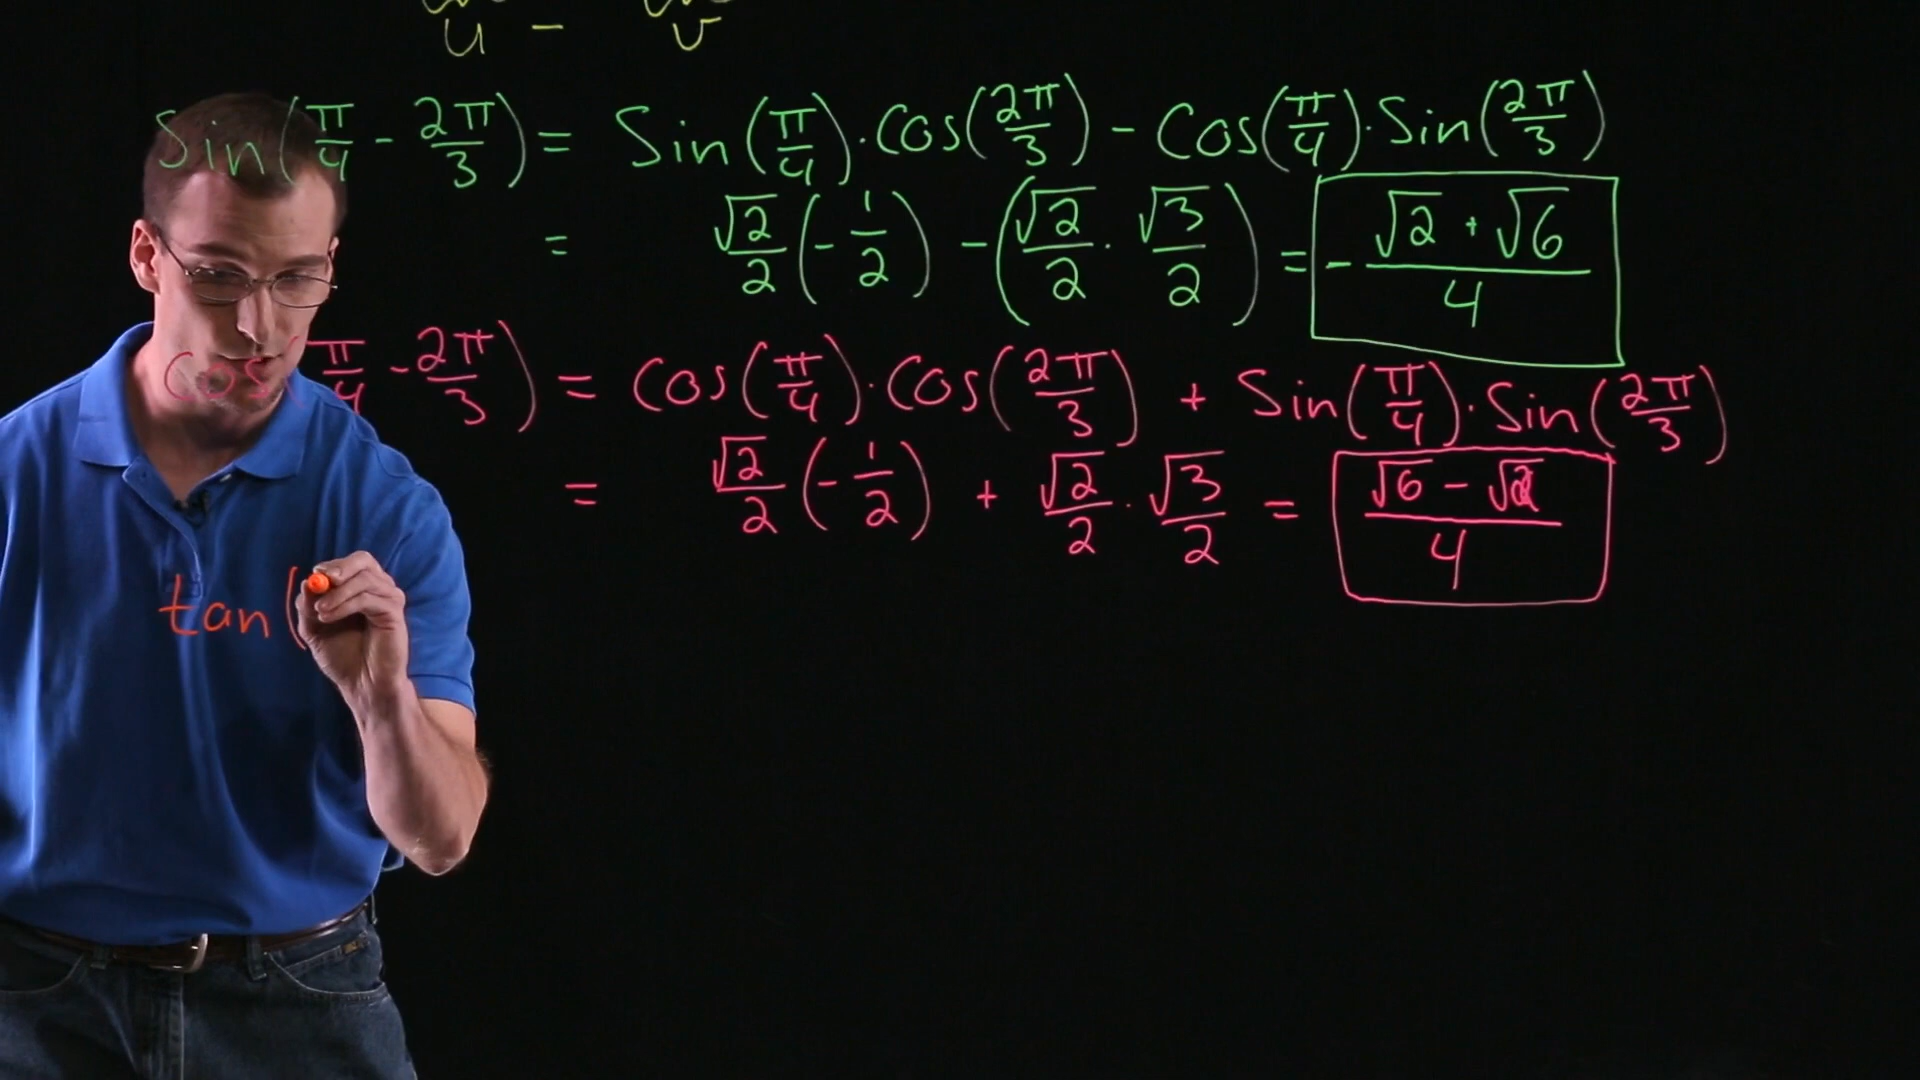 u - v
Sin(π/4 - 2π/3) = Sin(π/4)·Cos(2π/3) - Cos(π/4)·Sin(2π/3)
= √2/2(-1/2) - (√2/2 · √3/2) = - (√2 + √6)/4
Cos(π/4 - 2π/3) = Cos(π/4)·Cos(2π/3) + Sin(π/4)·Sin(2π/3)
= √2/2(-1/2) + √2/2 · √3/2 = (√6 - √2)/4
tan(